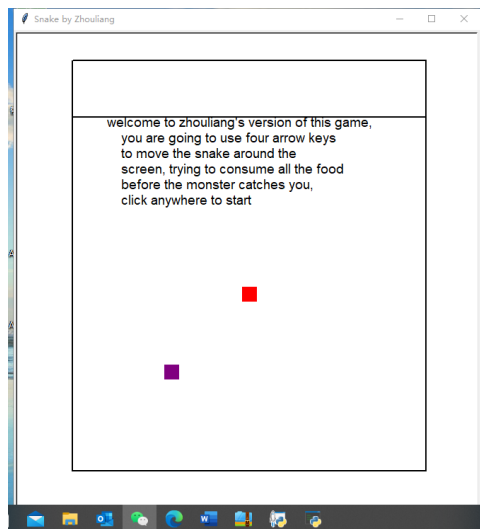 Snake by Zhouliang
welcome to zhouliang's version of this game,
you are going to use four arrow keys
to move the snake around the
screen, trying to consume all the food
before the monster catches you,
click anywhere to start